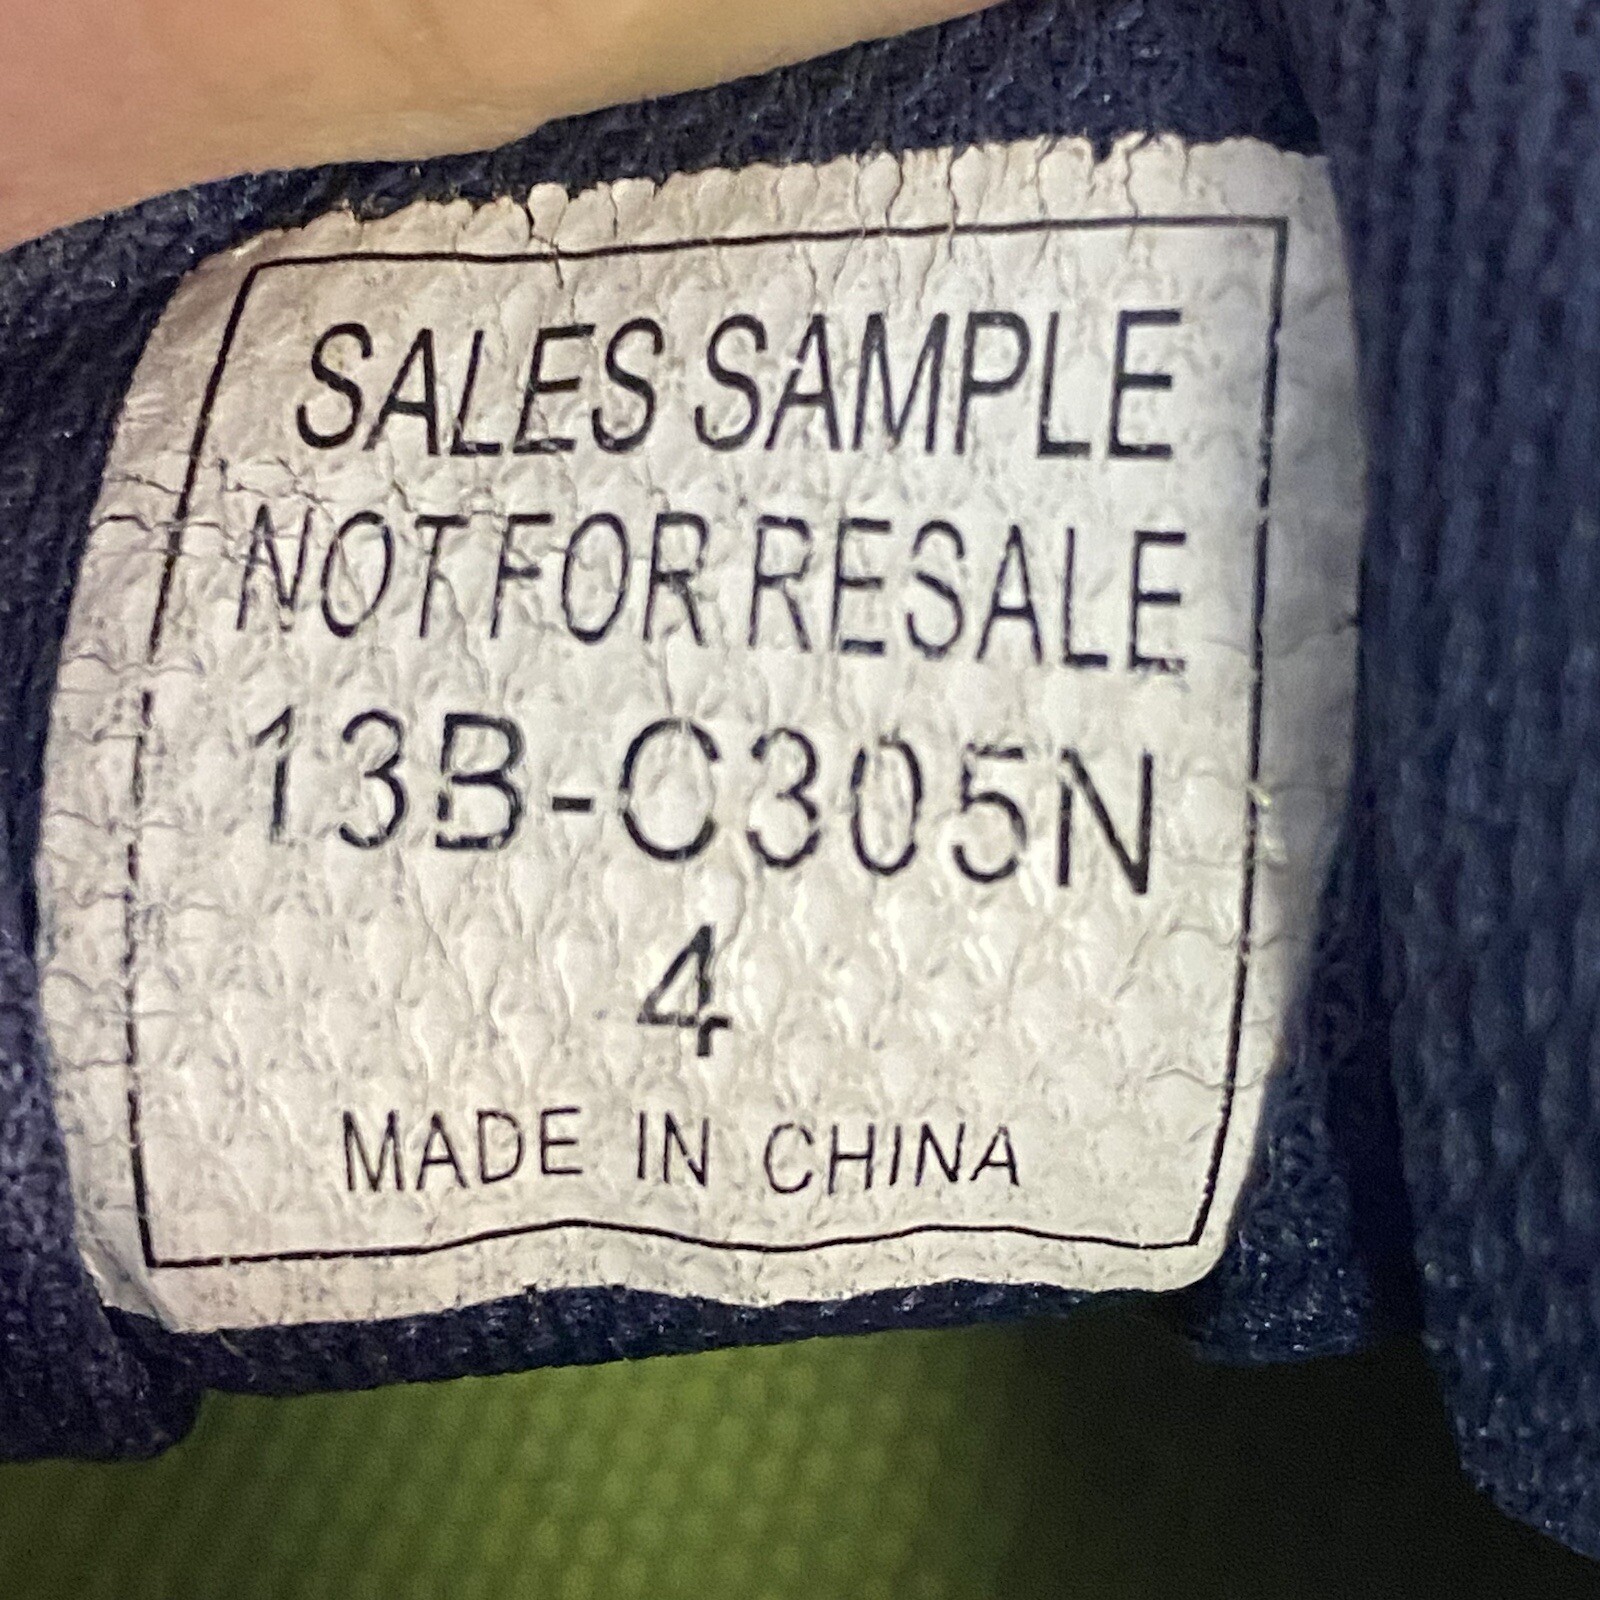 SALES SAMPLE
NOT FOR RESALE
13B-C305N
4
MADE IN CHINA